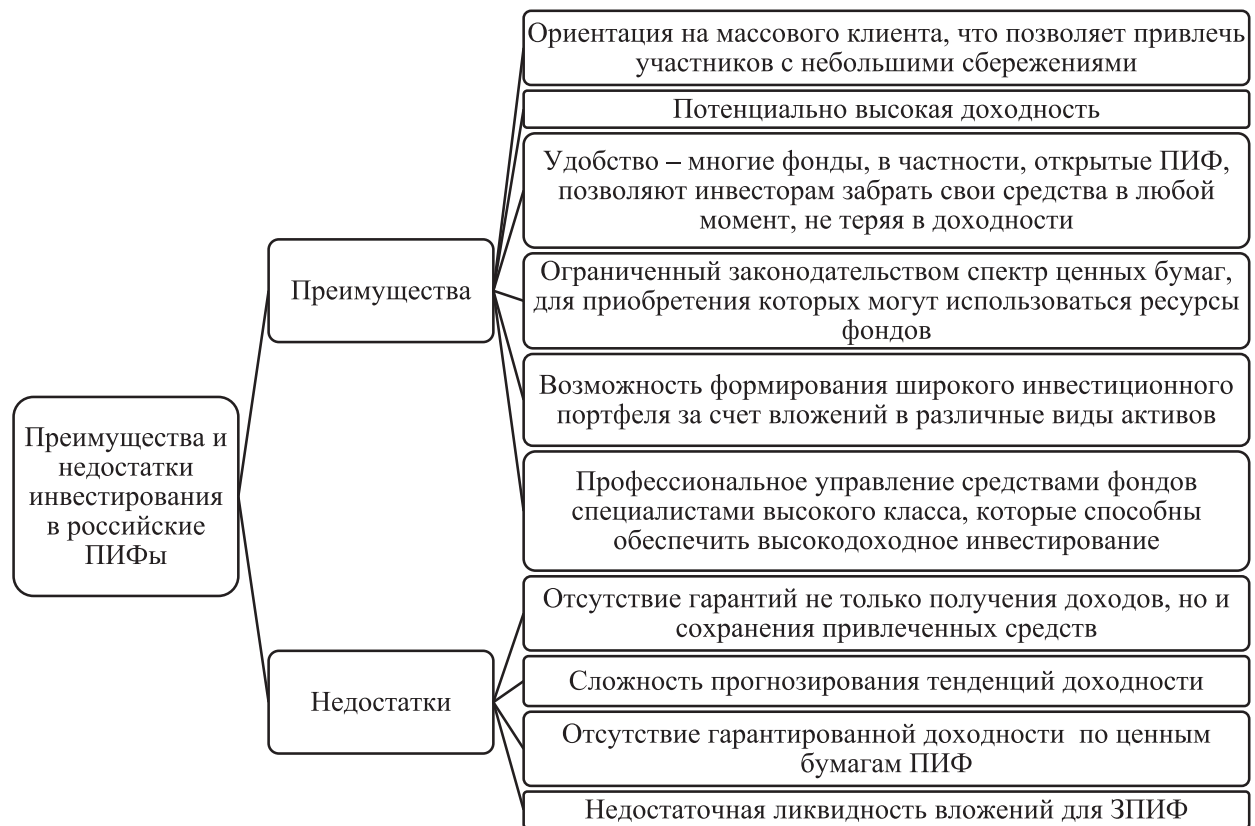 Преимущества и
недостатки
инвестирования
в российские
ПИФы
Преимущества
Ориентация на массового клиента, что позволяет привлечь
участников с небольшими сбережениями
Потенциально высокая доходность
Удобство – многие фонды, в частности, открытые ПИФ,
позволяют инвесторам забрать свои средства в любой
момент, не теряя в доходности
Ограниченный законодательством спектр ценных бумаг,
для приобретения которых могут использоваться ресурсы
фондов
Возможность формирования широкого инвестиционного
портфеля за счет вложений в различные виды активов
Профессиональное управление средствами фондов
специалистами высокого класса, которые способны
обеспечить высокодоходное инвестирование
Недостатки
Отсутствие гарантий не только получения доходов, но и
сохранения привлеченных средств
Сложность прогнозирования тенденций доходности
Отсутствие гарантированной доходности по ценным
бумагам ПИФ
Недостаточная ликвидность вложений для ЗПИФ